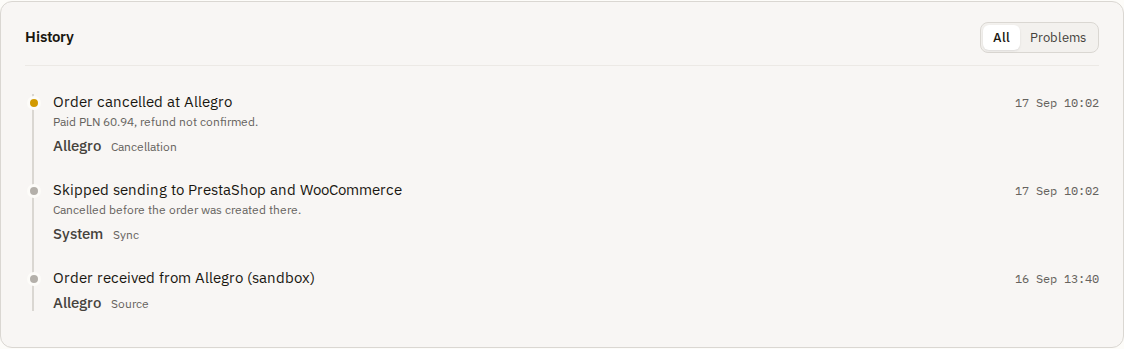 History
All Problems
Order cancelled at Allegro 17 Sep 10:02
Paid PLN 60.94, refund not confirmed.
Allegro Cancellation
Skipped sending to PrestaShop and WooCommerce 17 Sep 10:02
Cancelled before the order was created there.
System Sync
Order received from Allegro (sandbox) 16 Sep 13:40
Allegro Source